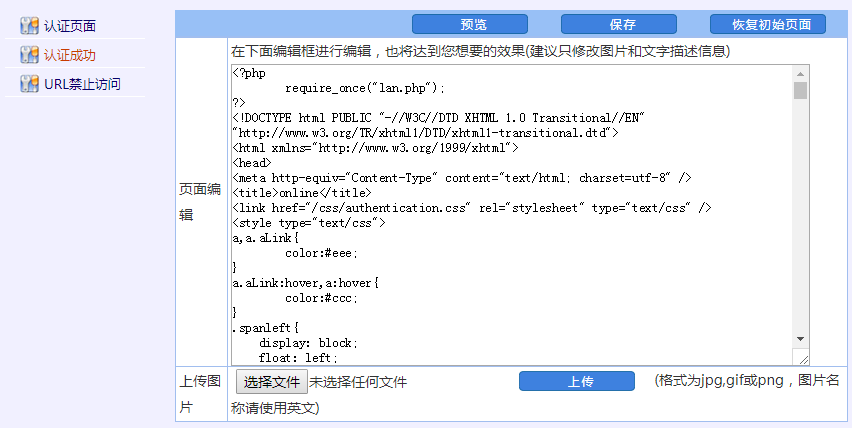 认证页面
认证成功
URL禁止访问
预览 保存 恢复初始页面
在下面编辑框进行编辑，也将达到您想要的效果(建议只修改图片和文字描述信息)
页面编
辑
<?php
require_once("lan.php");
?>
<!DOCTYPE html PUBLIC "-//W3C//DTD XHTML 1.0 Transitional//EN"
"http://www.w3.org/TR/xhtml1/DTD/xhtml1-transitional.dtd">
<html xmlns="http://www.w3.org/1999/xhtml">
<head>
<meta http-equiv="Content-Type" content="text/html; charset=utf-8" />
<title>online</title>
<link href="/css/authentication.css" rel="stylesheet" type="text/css" />
<style type="text/css">
a,a.aLink{
color:#eee;
}
a.aLink:hover,a:hover{
color:#ccc;
}
.spanleft{
display: block;
float: left;
上传图
片
选择文件 未选择任何文件 上传 (格式为jpg,gif或png，图片名
称请使用英文)